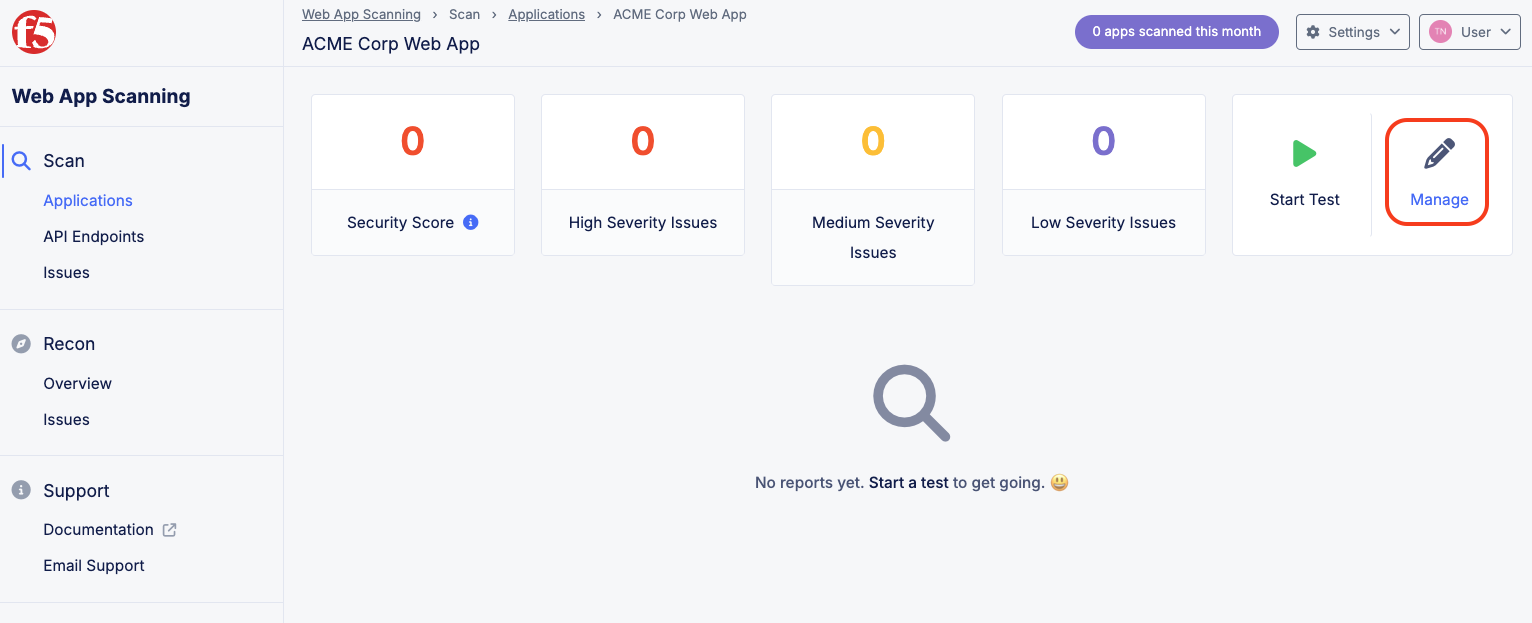 f5
Web App Scanning › Scan › Applications › ACME Corp Web App
ACME Corp Web App
0 apps scanned this month
Settings
TN User
Web App Scanning
Scan
Applications
API Endpoints
Issues
Recon
Overview
Issues
Support
Documentation
Email Support
0
Security Score
0
High Severity Issues
0
Medium Severity
Issues
0
Low Severity Issues
Start Test
Manage
No reports yet. Start a test to get going. 😃